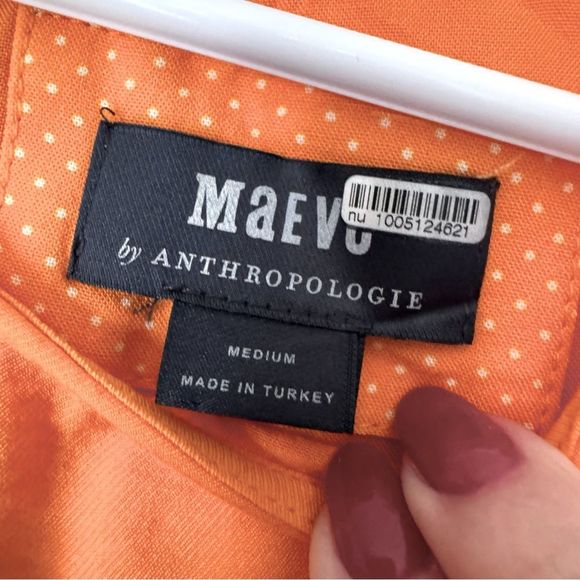 MaEVe
nu 1005124621
by ANTHROPOLOGIE
MEDIUM
MADE IN TURKEY